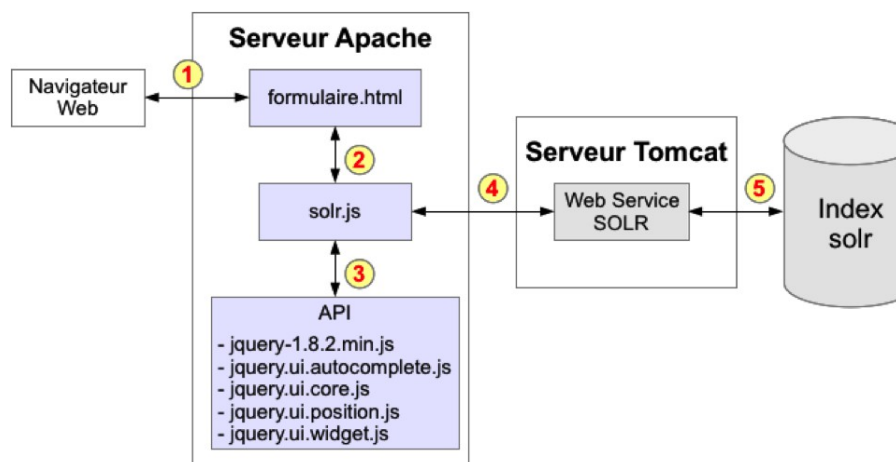 Serveur Apache
1
Navigateur
Web
formulaire.html
2
Serveur Tomcat
4
5
solr.js
Web Service
SOLR
Index
solr
3
API
- jquery-1.8.2.min.js
- jquery.ui.autocomplete.js
- jquery.ui.core.js
- jquery.ui.position.js
- jquery.ui.widget.js